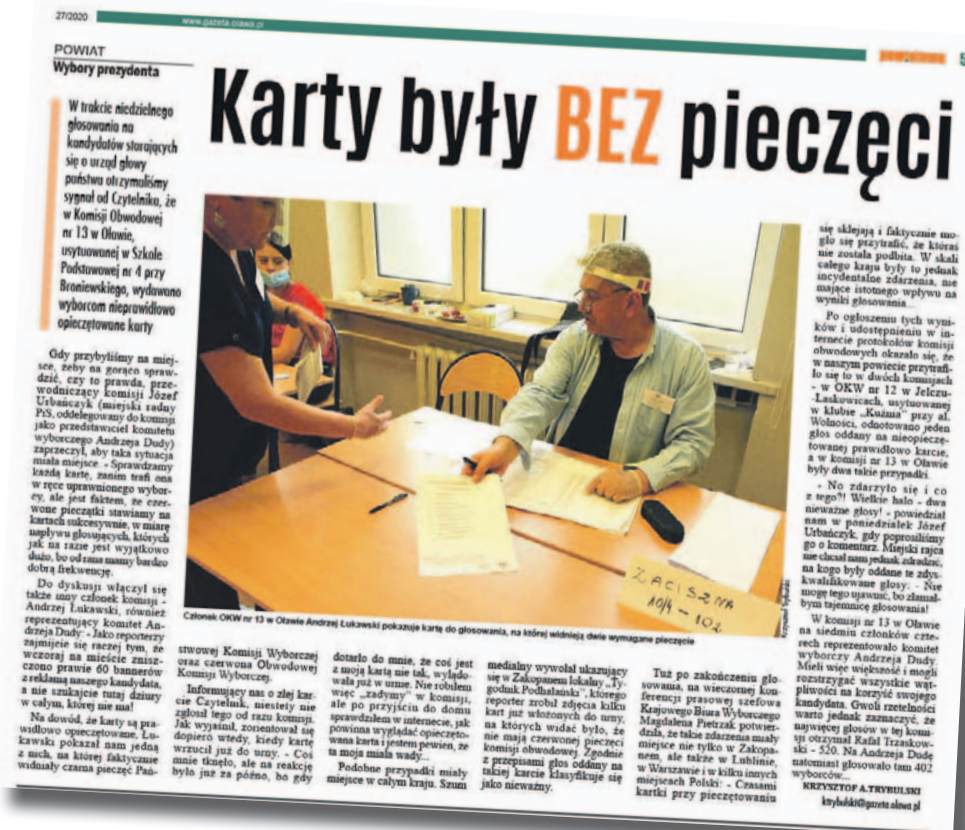 27/2020
www.gazeta.olawa.pl
POWIAT
Wybory prezydenta
Karty były BEZ pieczęci
W trakcie niedzielnego
głosowania na
kandydatów starających
się o urząd głowy
państwa otrzymaliśmy
sygnał od Czytelnika, że
w Komisji Obwodowej
nr 13 w Oławie,
usytuowanej w Szkole
Podstawowej nr 4 przy
Broniewskiego, wydawano
wyborcom nieprawidłowo
opieczętowane karty
Gdy przybyliśmy na miej-
sce, żeby na gorąco spraw-
dzić, czy to prawda, prze-
wodniczący komisji Józef
Urbańczyk (miejski radny
PiS, oddelegowany do komisji
jako przedstawiciel komitetu
wyborczego Andrzeja Dudy)
zaprzeczył, aby taka sytuacja
miała miejsce. - Sprawdzamy
każdą kartę, zanim trafi ona
w ręce uprawnionego wybor-
cy, ale jest faktem, że czer-
wone pieczątki stawiamy na
kartach sukcesywnie, w miarę
napływu głosujących, których
jak na razie jest wyjątkowo
dużo, bo od rana mamy bardzo
dobrą frekwencję.
Do dyskusji włączył się
także inny członek komisji -
Andrzej Łukawski, również
reprezentujący komitet An-
drzeja Dudy: - Jako reporterzy
zajmijcie się raczej tym, że
wczoraj na mieście znisz-
czono prawie 60 bannerów
z reklamą naszego kandydata,
a nie szukajcie tutaj dziury
w całym, której nie ma!
Na dowód, że karty są pra-
widłowo opieczętowane, Łu-
kawski pokazał nam jedną
z nich, na której faktycznie
widniały czarna pieczęć Pań-
ZACISZNA
10/4 - 102
Członek OKW nr 13 w Oławie Andrzej Łukawski pokazuje kartę do głosowania, na której widnieją dwie wymagane pieczęcie
stwowej Komisji Wyborczej
oraz czerwona Obwodowej
Komisji Wyborczej.
Informujący nas o złej kar-
cie Czytelnik, niestety nie
zgłosił tego od razu komisji.
Jak wyjaśnił, zorientował się
dopiero wtedy, kiedy kartę
wrzucił już do urny. - Coś
mnie tknęło, ale na reakcję
było już za późno, bo gdy
dotarło do mnie, że coś jest
z moją kartą nie tak, wylądo-
wała już w urnie. Nie robiłem
więc „zadymy” w komisji,
ale po przyjściu do domu
sprawdziłem w internecie, jak
powinna wyglądać opieczęto-
wana karta i jestem pewien, że
ta moja miała wady...
Podobne przypadki miały
miejsce w całym kraju. Szum
medialny wywołał ukazujący
się w Zakopanem lokalny „Ty-
godnik Podhalański”, którego
reporter zrobił zdjęcia kilku
kart już włożonych do urny,
na których widać było, że
nie mają czerwonej pieczęci
komisji obwodowej. Zgodnie
z przepisami głos oddany na
takiej karcie klasyfikuje się
jako nieważny.
Tuż po zakończeniu gło-
sowania, na wieczornej kon-
ferencji prasowej szefowa
Krajowego Biura Wyborczego
Magdalena Pietrzak potwier-
dziła, że takie zdarzenia miały
miejsce nie tylko w Zakopa-
nem, ale także w Lublinie,
w Warszawie i w kilku innych
miejscach Polski: - Czasami
kartki przy pieczętowaniu
się sklejają i faktycznie mo-
gło się przytrafić, że któraś
nie została podbita. W skali
całego kraju były to jednak
incydentalne zdarzenia, nie
mające istotnego wpływu na
wyniki głosowania...
Po ogłoszeniu tych wyni-
ków i udostępnieniu w in-
ternecie protokołów komisji
obwodowych okazało się, że
w naszym powiecie przytrafi-
ło się to w dwóch komisjach
- w OKW nr 12 w Jelczu-
-Laskowicach, usytuowanej
w klubie „Kuźnia” przy al.
Wolności, odnotowano jeden
głos oddany na nieopieczę-
towanej prawidłowo karcie,
a w komisji nr 13 w Oławie
były dwa takie przypadki.
- No zdarzyło się i co
z tego?! Wielkie halo - dwa
nieważne głosy! - powiedział
nam w poniedziałek Józef
Urbańczyk, gdy poprosiliśmy
go o komentarz. Miejski rajca
nie chciał nam jednak zdradzić,
na kogo były oddane te zdys-
kwalifikowane głosy: - Nie
mogę tego ujawnić, bo złamał-
bym tajemnicę głosowania!
W komisji nr 13 w Oławie
na siedmiu członków czte-
rech reprezentowało komitet
wyborczy Andrzeja Dudy.
Mieli więc większość i mogli
rozstrzygać wszystkie wąt-
pliwości na korzyść swojego
kandydata. Gwoli rzetelności
warto jednak zaznaczyć, że
najwięcej głosów w tej komi-
sji otrzymał Rafał Trzaskow-
ski - 520. Na Andrzeja Dudę
natomiast głosowało tam 402
wyborców...
KRZYSZTOF A.TRYBULSKI
ktrybulski@gazeta.olawa.pl